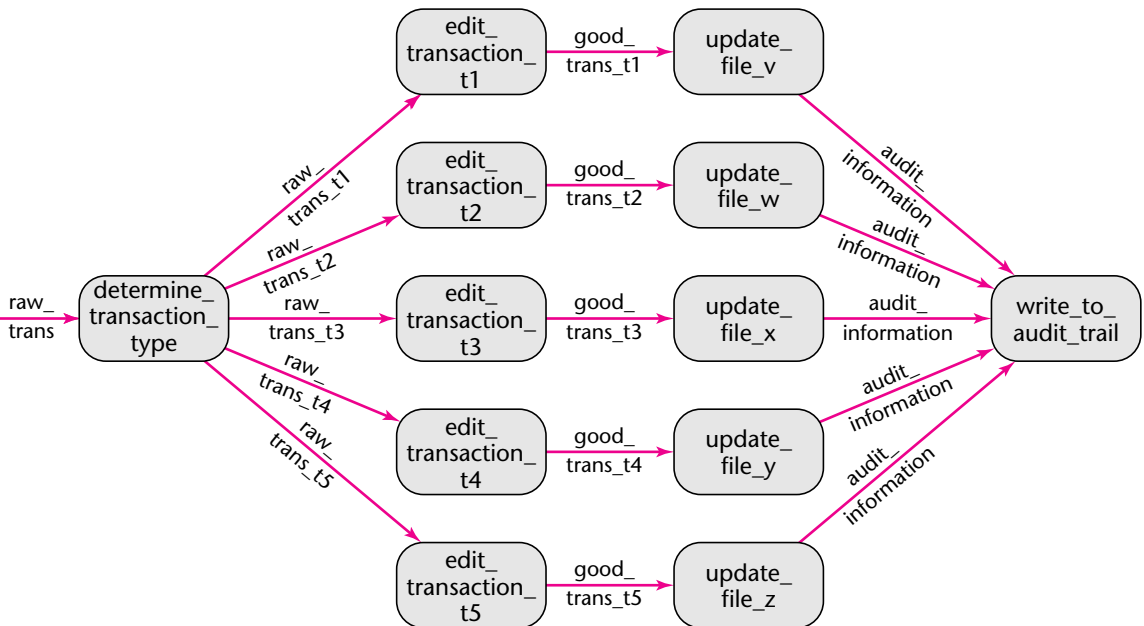 edit_
transaction_
t1
good_
trans_t1
update_
file_v
raw_
trans_t1
audit_
information
edit_
transaction_
t2
good_
trans_t2
update_
file_w
raw_
trans_t2
audit_
information
raw_
trans
determine_
transaction_
type
raw_
trans_t3
edit_
transaction_
t3
good_
trans_t3
update_
file_x
audit_
information
write_to_
audit_trail
raw_
trans_t4
edit_
transaction_
t4
good_
trans_t4
update_
file_y
audit_
information
raw_
trans_t5
edit_
transaction_
t5
good_
trans_t5
update_
file_z
audit_
information